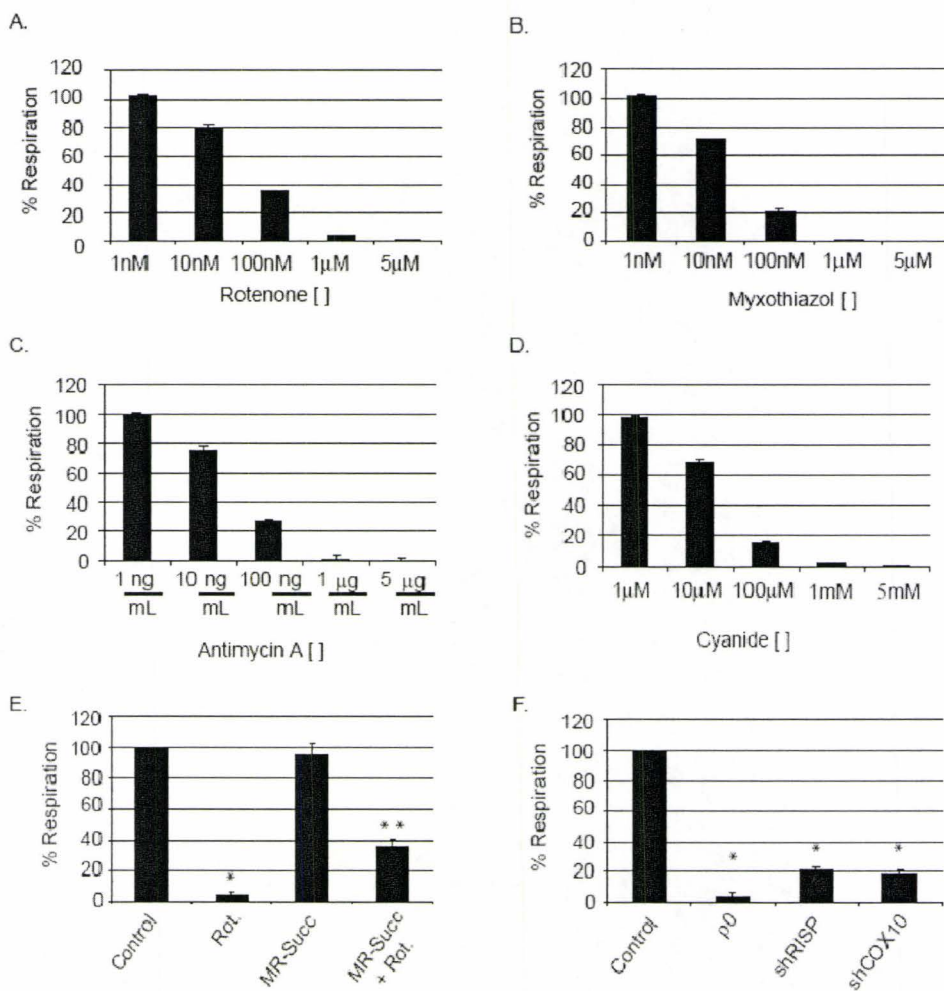 A.
% Respiration
120
100
80
60
40
20
0
1nM 10nM 100nM 1μM 5μM
Rotenone [ ]
B.
% Respiration
120
100
80
60
40
20
0
1nM 10nM 100nM 1μM 5μM
Myxothiazol [ ]
C.
% Respiration
120
100
80
60
40
20
0
1 ng 10 ng 100 ng 1 μg 5 μg
mL mL mL mL mL
Antimycin A [ ]
D.
% Respiration
120
100
80
60
40
20
0
1μM 10μM 100μM 1mM 5mM
Cyanide [ ]
E.
% Respiration
120
100
80
60
40
20
0
*
* *
Control
Rot.
MR-Succ
MR-Succ
+ Rot.
F.
% Respiration
120
100
80
60
40
20
0
*
*
*
Control
ρ0
shRISP
shCOX10